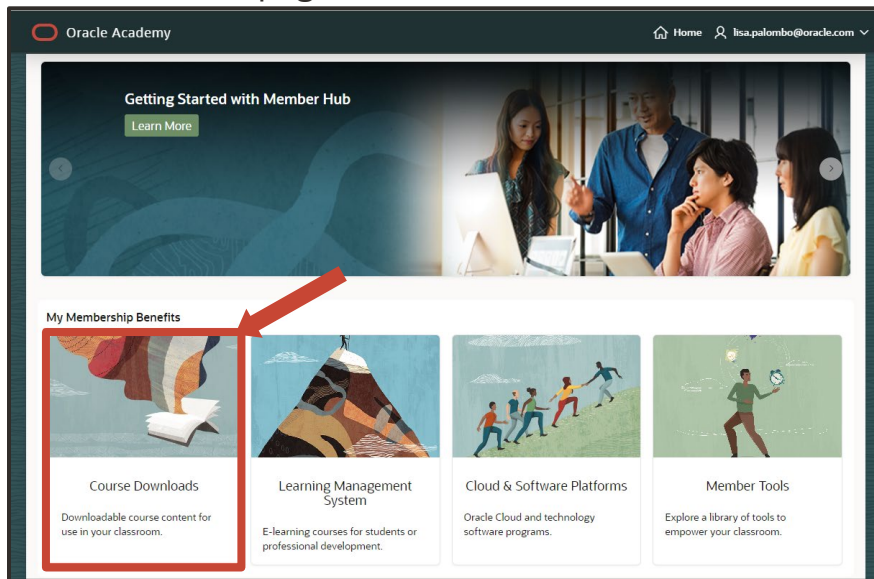 Oracle Academy
Home
lisa.palombo@oracle.com
Getting Started with Member Hub
Learn More
My Membership Benefits
Course Downloads
Downloadable course content for
use in your classroom.
Learning Management
System
E-learning courses for students or
professional development.
Cloud & Software Platforms
Oracle Cloud and technology
software programs.
Member Tools
Explore a library of tools to
empower your classroom.